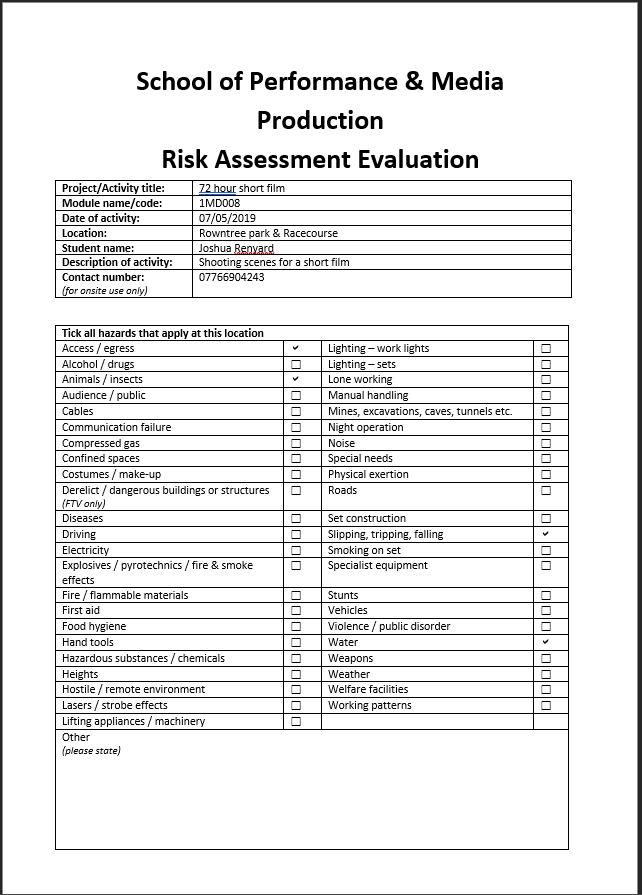 School of Performance & Media
Production
Risk Assessment Evaluation
Project/Activity title: 72 hour short film
Module name/code: 1MD008
Date of activity: 07/05/2019
Location: Rowntree park & Racecourse
Student name: Joshua Renyard
Description of activity: Shooting scenes for a short film
Contact number: 07766904243
(for onsite use only)
Tick all hazards that apply at this location
Access / egress ✓ Lighting – work lights ☐
Alcohol / drugs ☐ Lighting – sets ☐
Animals / insects ✓ Lone working ☐
Audience / public ☐ Manual handling ☐
Cables ☐ Mines, excavations, caves, tunnels etc. ☐
Communication failure ☐ Night operation ☐
Compressed gas ☐ Noise ☐
Confined spaces ☐ Special needs ☐
Costumes / make-up ☐ Physical exertion ☐
Derelict / dangerous buildings or structures ☐ Roads ☐
(FTV only)
Diseases ☐ Set construction ☐
Driving ☐ Slipping, tripping, falling ✓
Electricity ☐ Smoking on set ☐
Explosives / pyrotechnics / fire & smoke ☐ Specialist equipment ☐
effects
Fire / flammable materials ☐ Stunts ☐
First aid ☐ Vehicles ☐
Food hygiene ☐ Violence / public disorder ☐
Hand tools ☐ Water ✓
Hazardous substances / chemicals ☐ Weapons ☐
Heights ☐ Weather ☐
Hostile / remote environment ☐ Welfare facilities ☐
Lasers / strobe effects ☐ Working patterns ☐
Lifting appliances / machinery ☐
Other
(please state)